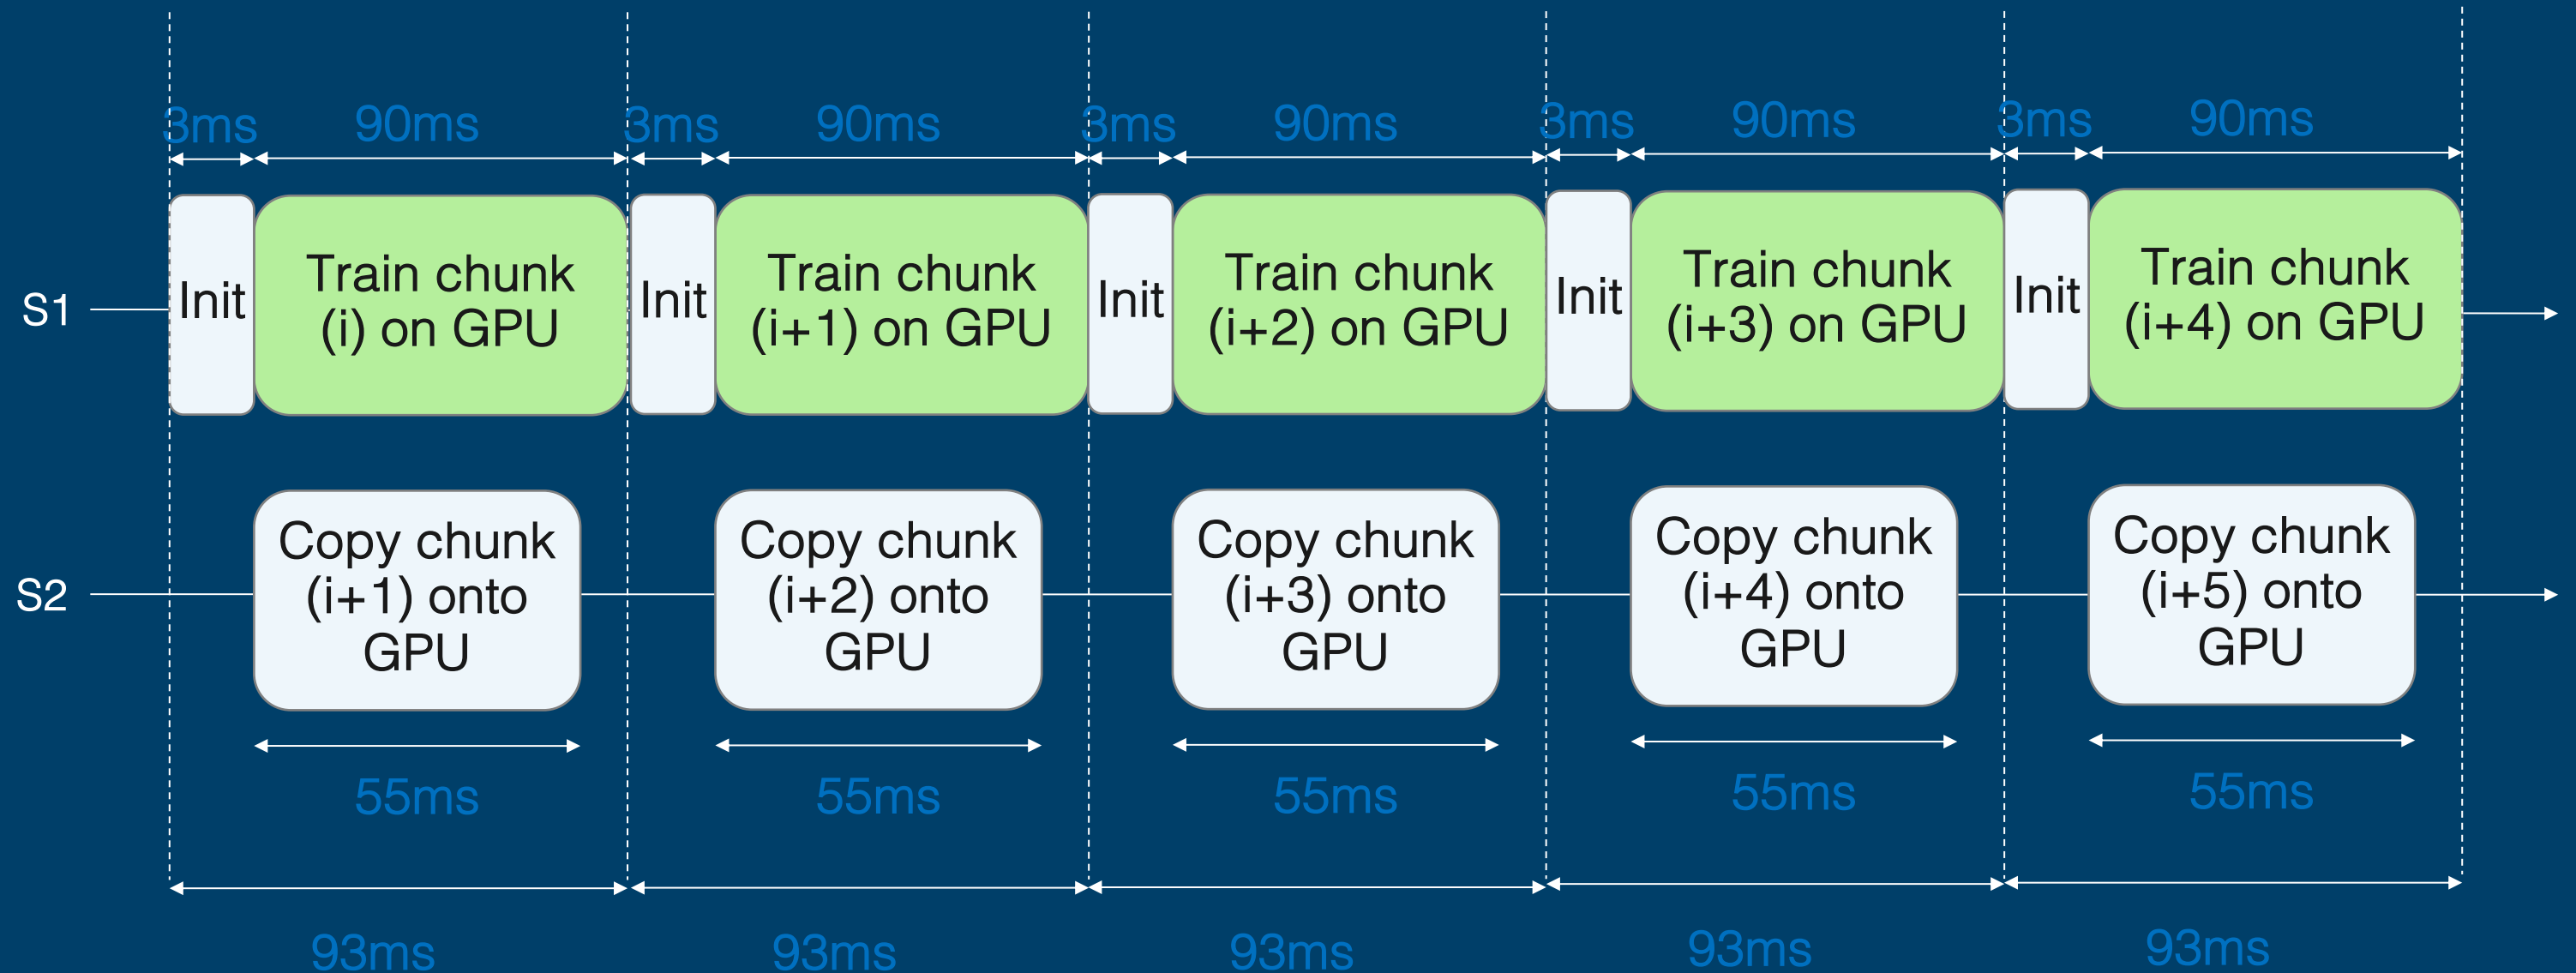 3ms 90ms 3ms 90ms 3ms 90ms 3ms 90ms 3ms 90ms
S1
Init
Train chunk
(i) on GPU
Init
Train chunk
(i+1) on GPU
Init
Train chunk
(i+2) on GPU
Init
Train chunk
(i+3) on GPU
Init
Train chunk
(i+4) on GPU
S2
Copy chunk
(i+1) onto
GPU
Copy chunk
(i+2) onto
GPU
Copy chunk
(i+3) onto
GPU
Copy chunk
(i+4) onto
GPU
Copy chunk
(i+5) onto
GPU
55ms 55ms 55ms 55ms 55ms
93ms 93ms 93ms 93ms 93ms